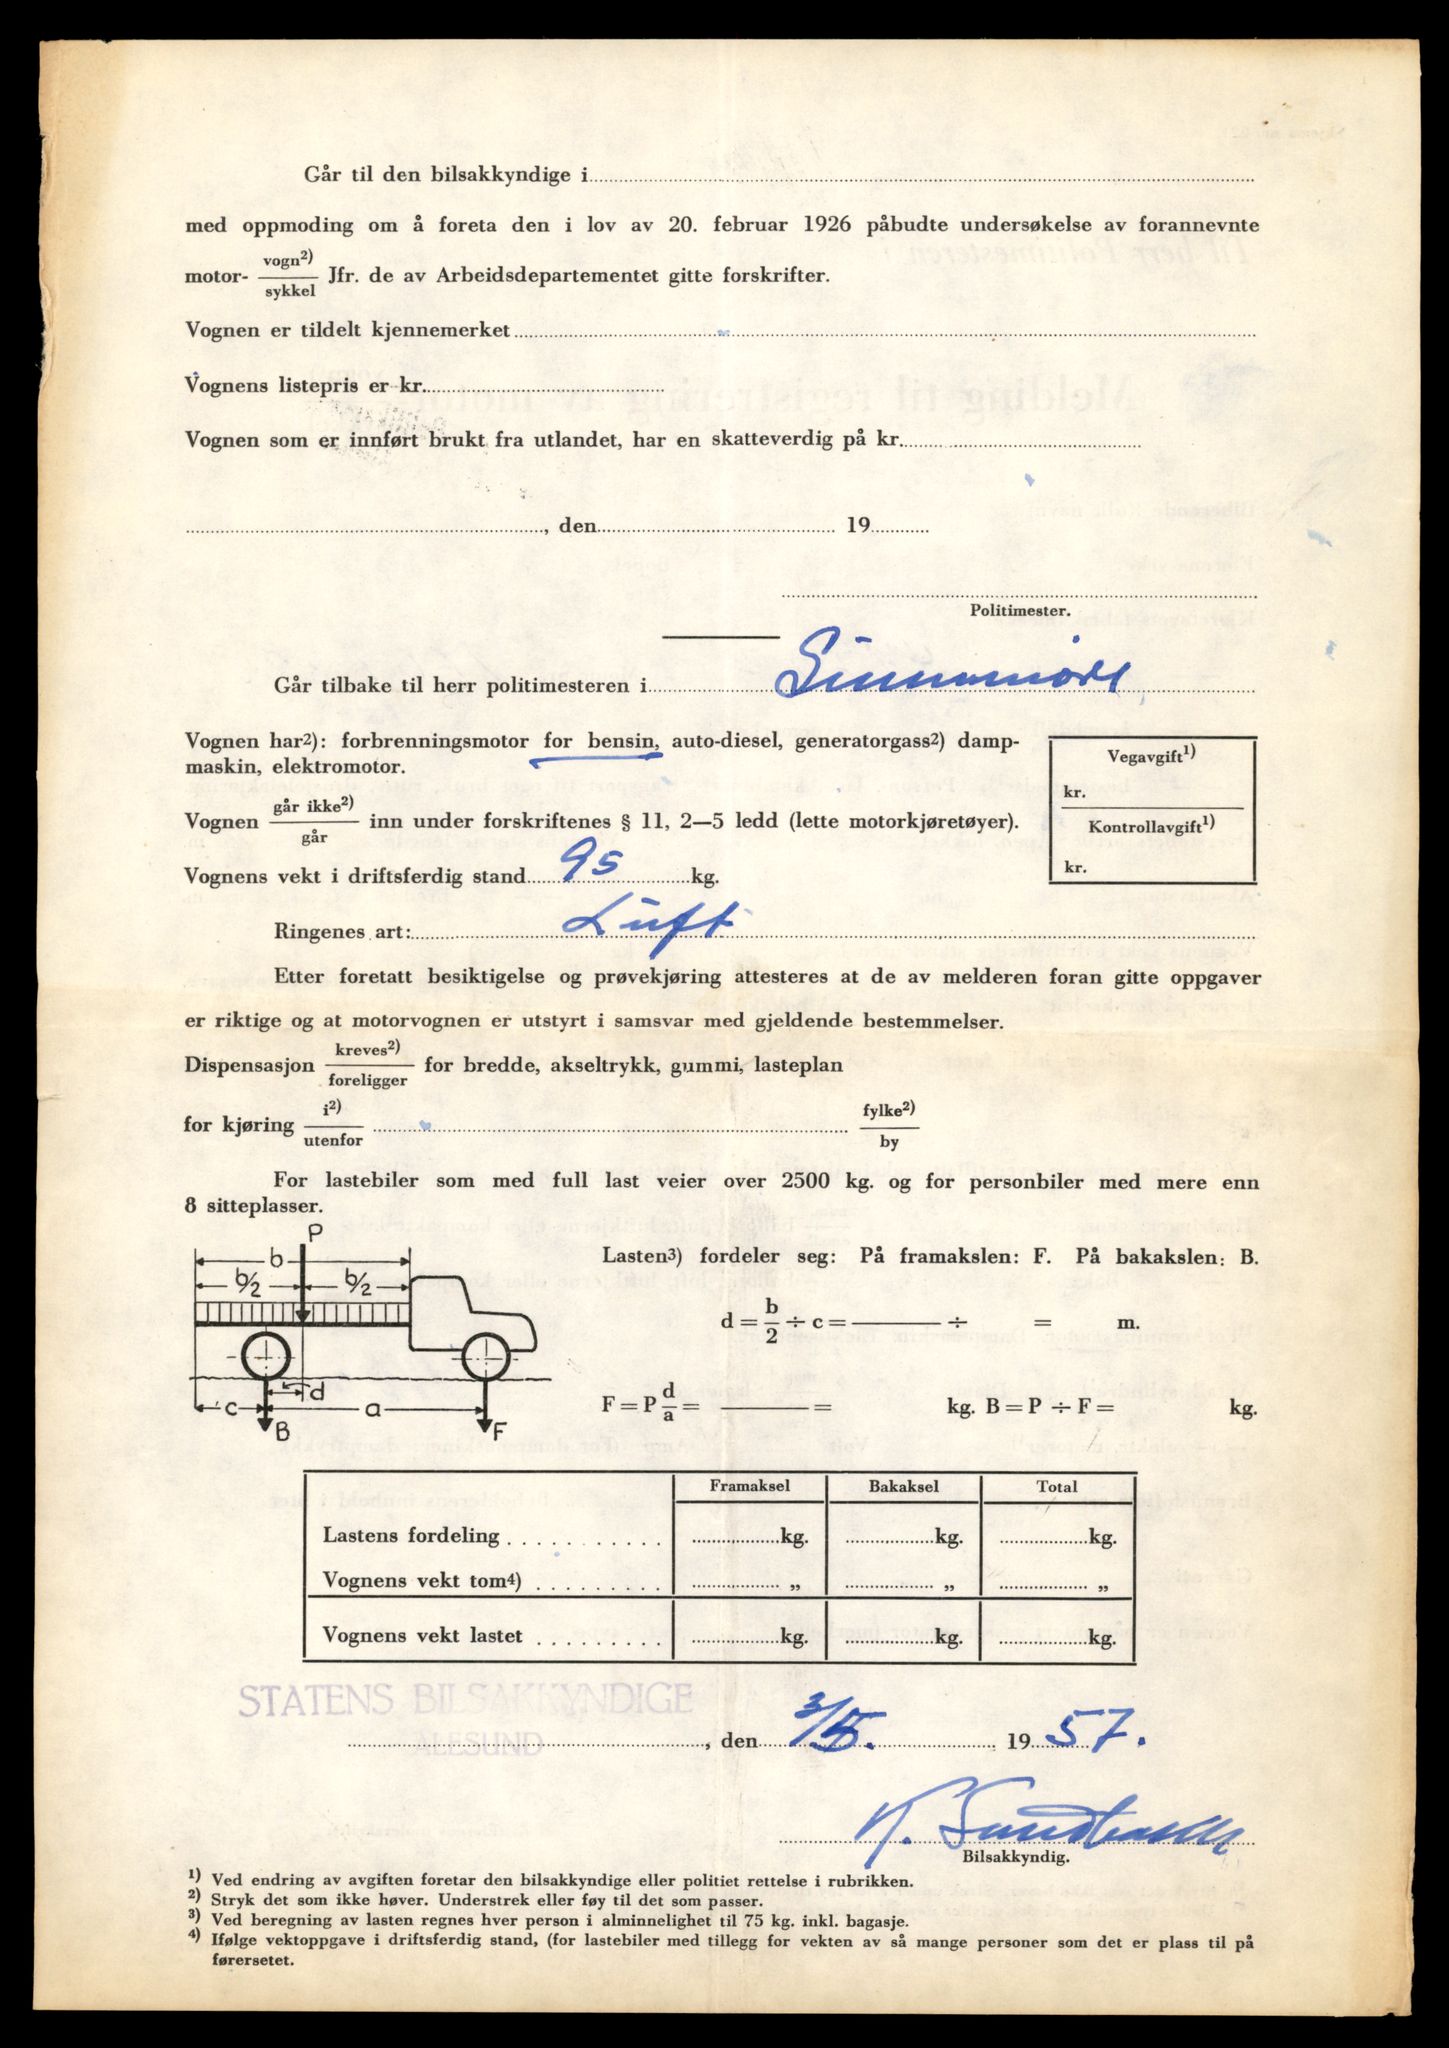 Går til den bilsakkyndige i
med oppmoding om å foreta den i lov av 20. februar 1926 påbudte undersøkelse av forannevnte
motor- vogn2)/sykkel Jfr. de av Arbeidsdepartementet gitte forskrifter.
Vognen er tildelt kjennemerket
Vognens listepris er kr.
Vognen som er innført brukt fra utlandet, har en skatteverdig på kr.
, den 19
Politimester.
Går tilbake til herr politimesteren i Sunnmøre
Vognen har2): forbrenningsmotor for bensin, auto-diesel, generatorgass2) damp-
maskin, elektromotor.
Vegavgift1)
kr.
Kontrollavgift1)
kr.
Vognen går ikke2)/går inn under forskriftenes § 11, 2—5 ledd (lette motorkjøretøyer).
Vognens vekt i driftsferdig stand 95 kg.
Ringenes art: Luft
Etter foretatt besiktigelse og prøvekjøring attesteres at de av melderen foran gitte oppgaver
er riktige og at motorvognen er utstyrt i samsvar med gjeldende bestemmelser.
Dispensasjon kreves2)/foreligger for bredde, akseltrykk, gummi, lasteplan
for kjøring i2)/utenfor fylke2)/by
For lastebiler som med full last veier over 2500 kg. og for personbiler med mere enn
8 sitteplasser.
P
b
b/2 b/2
d
c a
B F
Lasten3) fordeler seg: På framakslen: F. På bakakslen: B.
d = b/2 ÷ c = ÷ = m.
F = P d/a = = kg. B = P ÷ F = kg.
Framaksel Bakaksel Total
Lastens fordeling kg. kg. kg.
Vognens vekt tom4) „ „ „
Vognens vekt lastet kg. kg. kg.
STATENS BILSAKKYNDIGE
ÅLESUND
, den 3/5. 1957.
K. Sundbakk
Bilsakkyndig.
1) Ved endring av avgiften foretar den bilsakkyndige eller politiet rettelse i rubrikken.
2) Stryk det som ikke høver. Understrek eller føy til det som passer.
3) Ved beregning av lasten regnes hver person i alminnelighet til 75 kg. inkl. bagasje.
4) Ifølge vektoppgave i driftsferdig stand, (for lastebiler med tillegg for vekten av så mange personer som det er plass til på
førersetet.